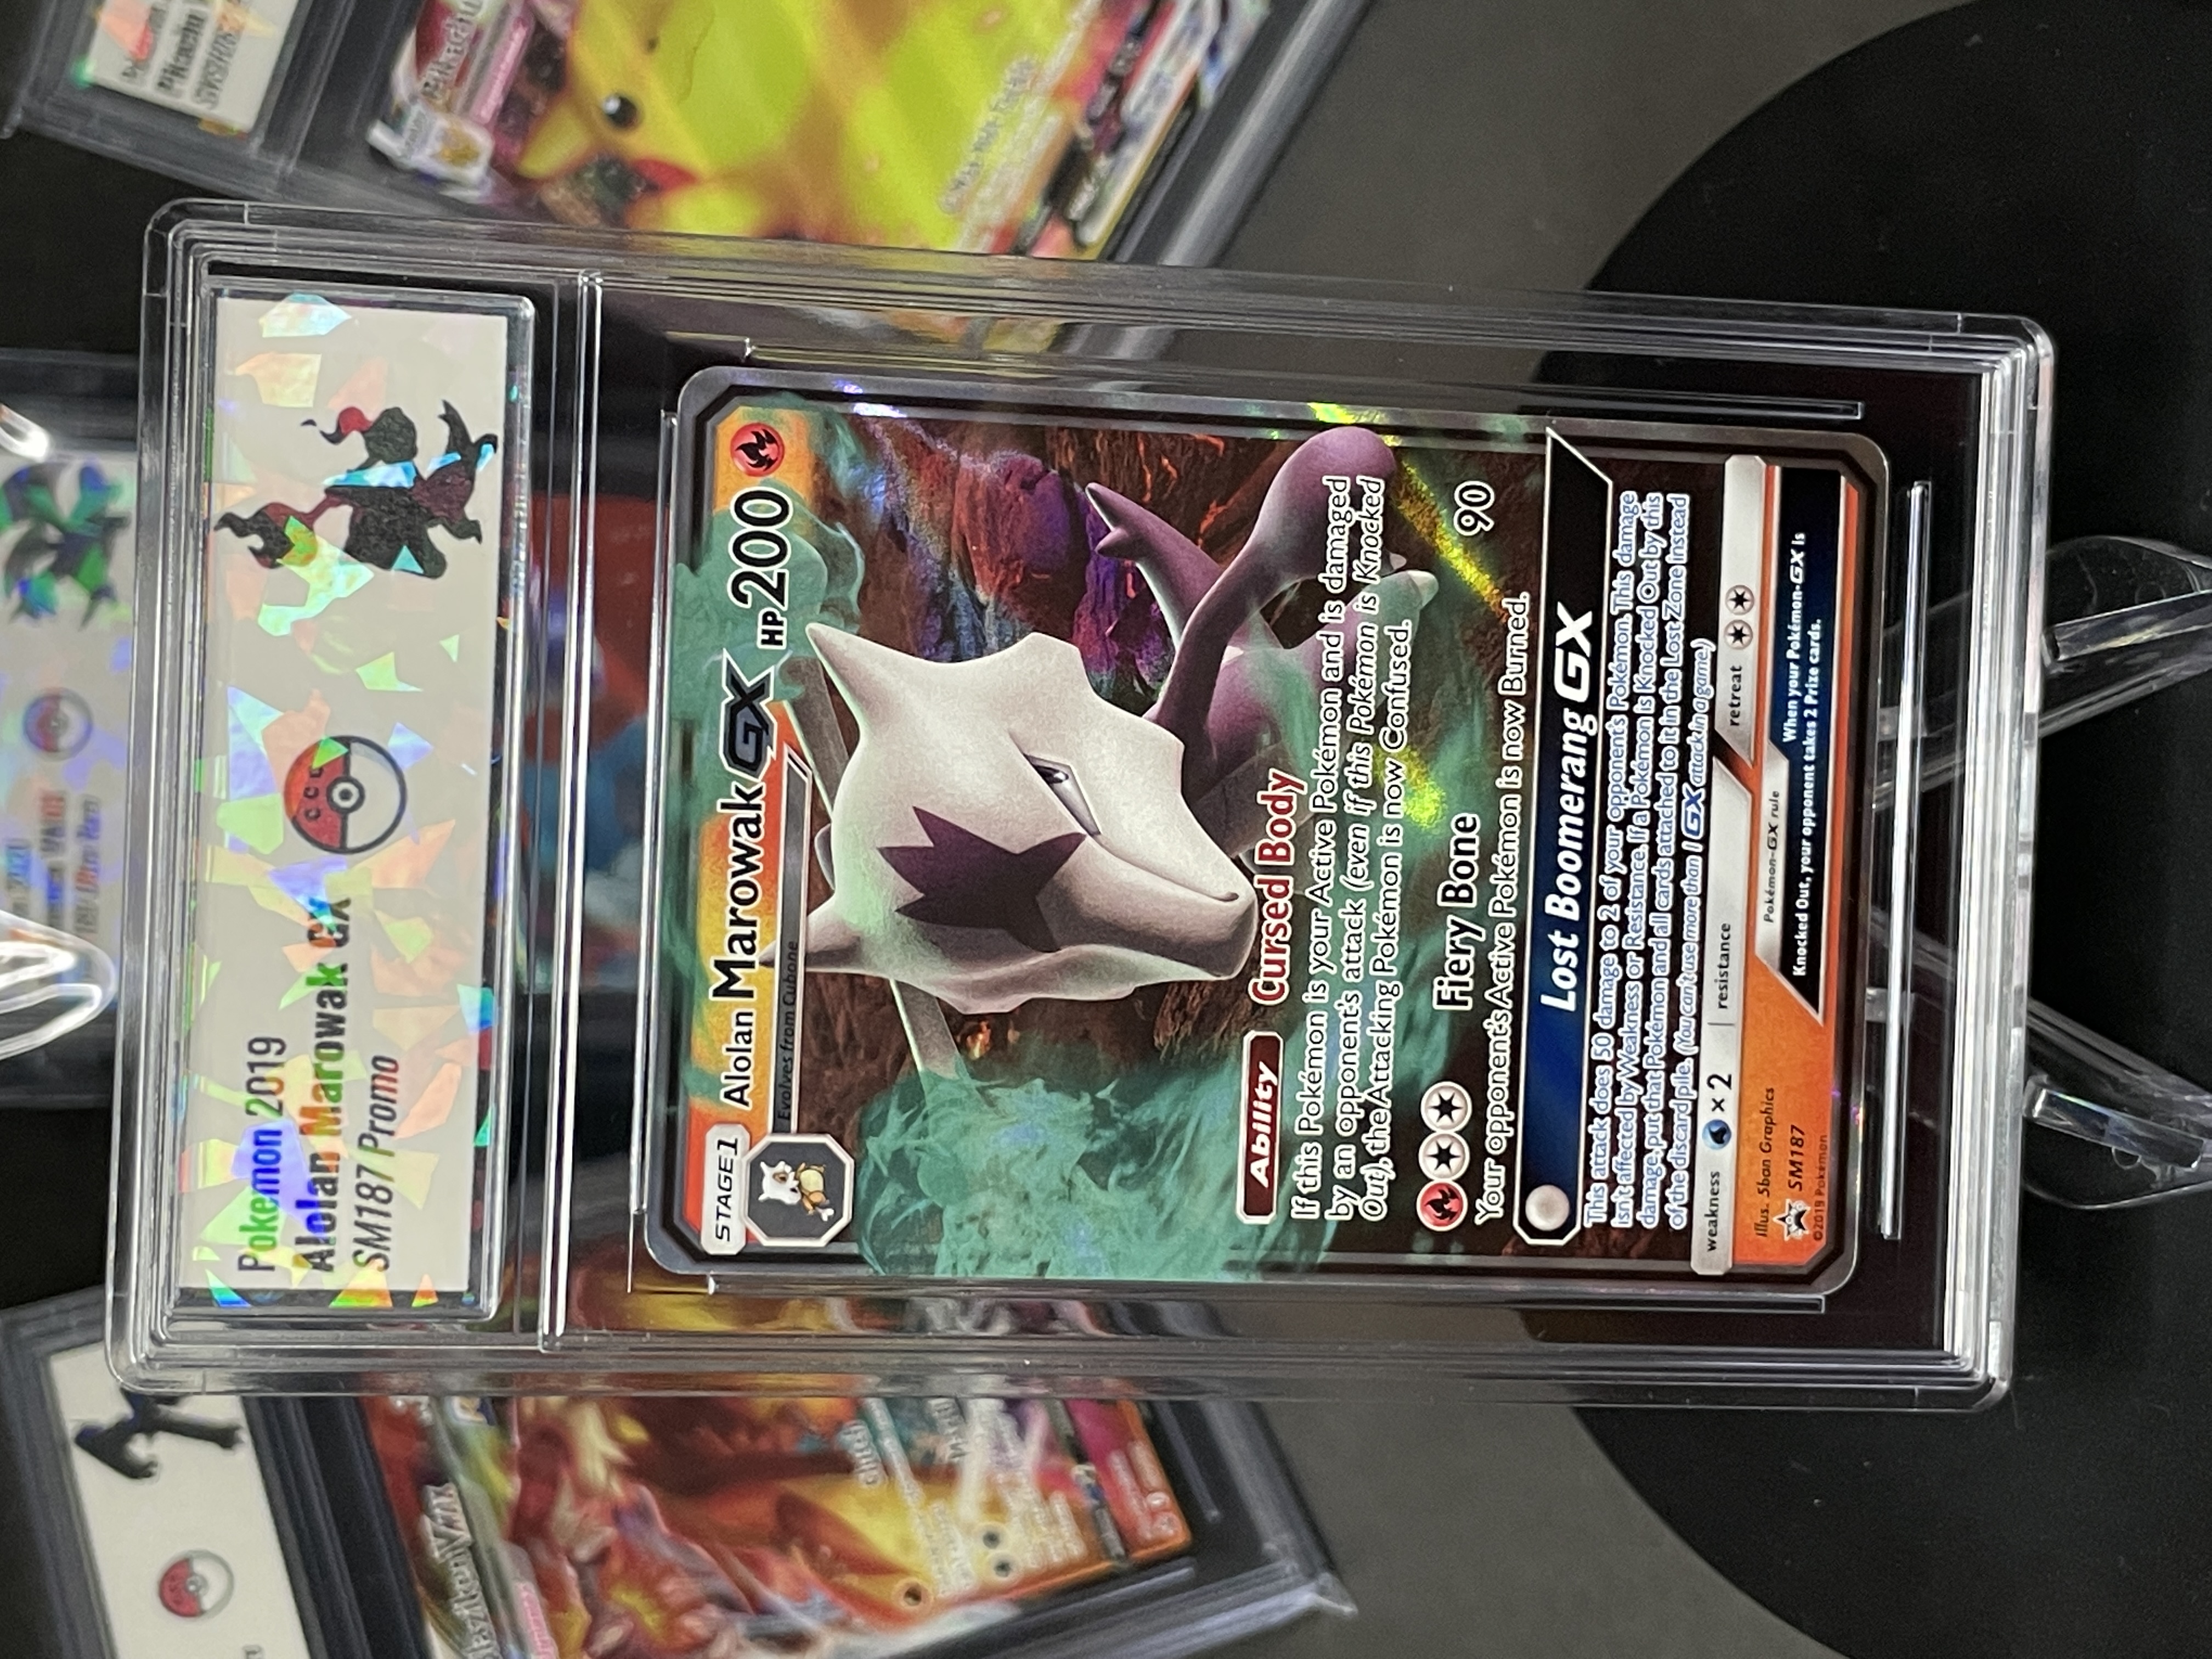 Pokemon 2019
Alolan Marowak GX
SM187 Promo
CCC
STAGE1
Alolan Marowak GX HP200
Evolves from Cubone
Ability Cursed Body
If this Pokémon is your Active Pokémon and is damaged
by an opponent's attack (even if this Pokémon is Knocked
Out), the Attacking Pokémon is now Confused.
Fiery Bone 90
Your opponent's Active Pokémon is now Burned.
Lost Boomerang GX
This attack does 50 damage to 2 of your opponent's Pokémon. This damage
isn't affected by Weakness or Resistance. If a Pokémon is Knocked Out by this
damage, put that Pokémon and all cards attached to it in the Lost Zone instead
of the discard pile. (You can't use more than 1 GX attack in a game.)
weakness ×2 resistance retreat
Illus. 5ban Graphics
SM187
©2019 Pokémon
Pokémon-GX rule
When your Pokémon-GX is
Knocked Out, your opponent takes 2 Prize cards.
Pikachu